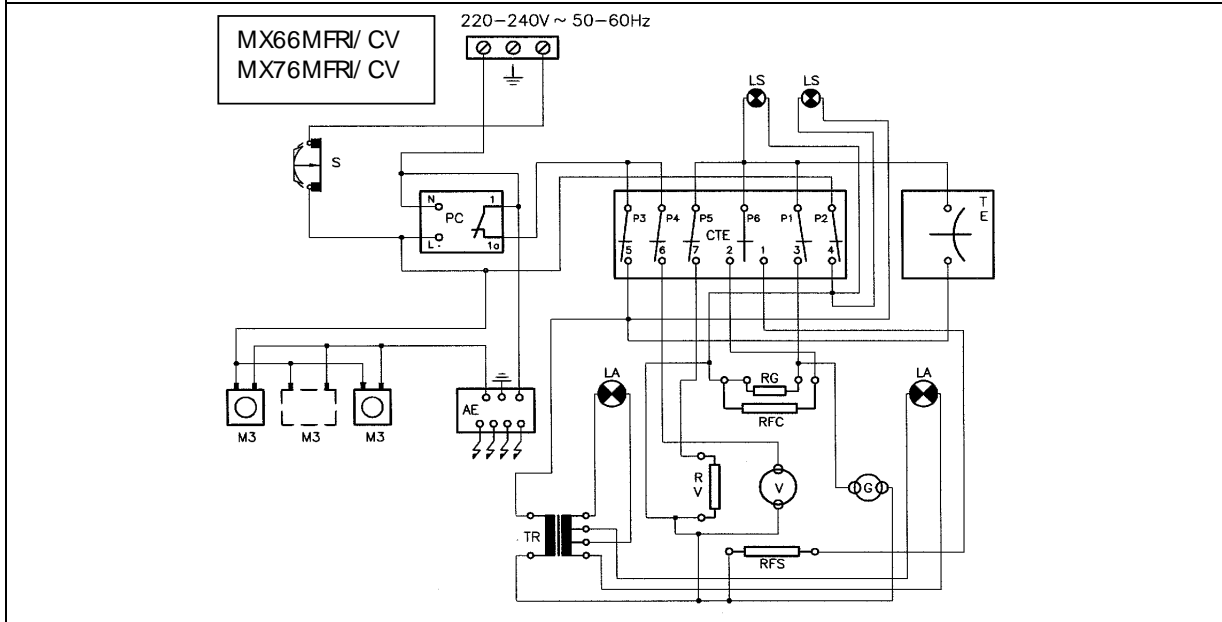 220-240V ~ 50-60Hz
MX66MFRI/ CV
MX76MFRI/ CV
LS LS
S
N 1
PC
L 1a
P3 P4 P5 P6 P1 P2
CTE
5 6 7 2 1 3 4
T
E
M3 M3 M3
AE
LA
RG
RFC
LA
R
V
V
G
TR
RFS